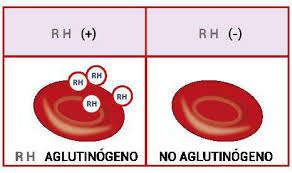 RH (+)
RH (-)
RH
RH
RH
RH
RH AGLUTINÓGENO
NO AGLUTINÓGENO